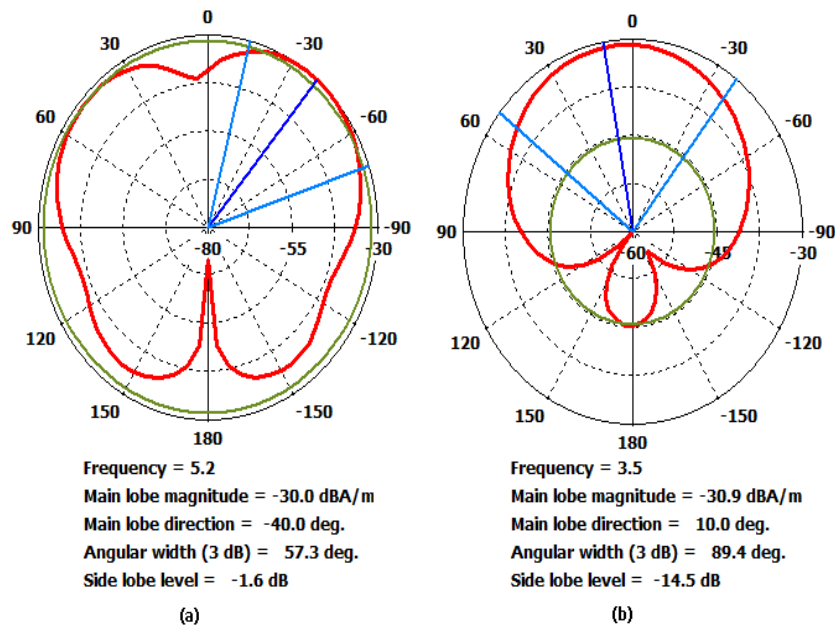 0
30
-30
60
-60
90
-80
-55
-30
-90
120
-120
150
-150
180
Frequency = 5.2
Main lobe magnitude = -30.0 dBA/m
Main lobe direction = -40.0 deg.
Angular width (3 dB) = 57.3 deg.
Side lobe level = -1.6 dB
(a)
0
30
-30
60
-60
90
-60
-45
-30
-90
120
-120
150
-150
180
Frequency = 3.5
Main lobe magnitude = -30.9 dBA/m
Main lobe direction = 10.0 deg.
Angular width (3 dB) = 89.4 deg.
Side lobe level = -14.5 dB
(b)